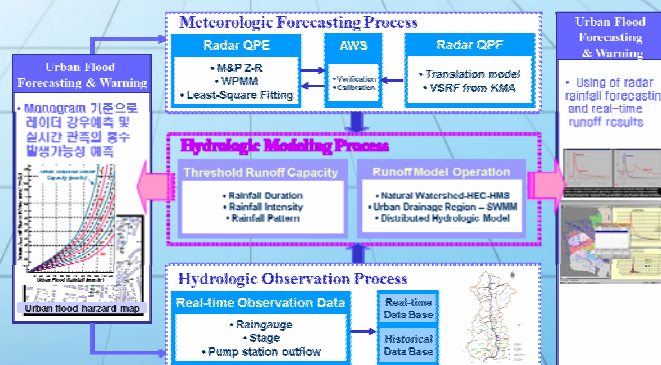 Urban Flood
Forecasting & Warning
• Monogram 기준으로
레이더 강우예측 및
실시간 관측입 홍수
발생가능성 예측
Urban flood harzard map
Meteorologic Forecasting Process
Radar QPE
• M&P Z-R
• WPMM
• Least-Square Fitting
AWS
• Verification
• Calibration
Radar QPF
• Translation model
• VSRF from KMA
Hydrologic Modeling Process
Threshold Runoff Capacity
• Rainfall Duration
• Rainfall Intensity
• Rainfall Pattern
Runoff Model Operation
• Natural Watershed-HEC-HMS
• Urban Drainage Region – SWMM
• Distributed Hydrologic Model
Hydrologic Observation Process
Real-time Observation Data
• Raingauge
• Stage
• Pump station outflow
Real-time
Data Base
Historical
Data Base
Urban Flood
Forecasting
& Warning
• Using of radar
rainfall forecastin
and real-time
runoff results